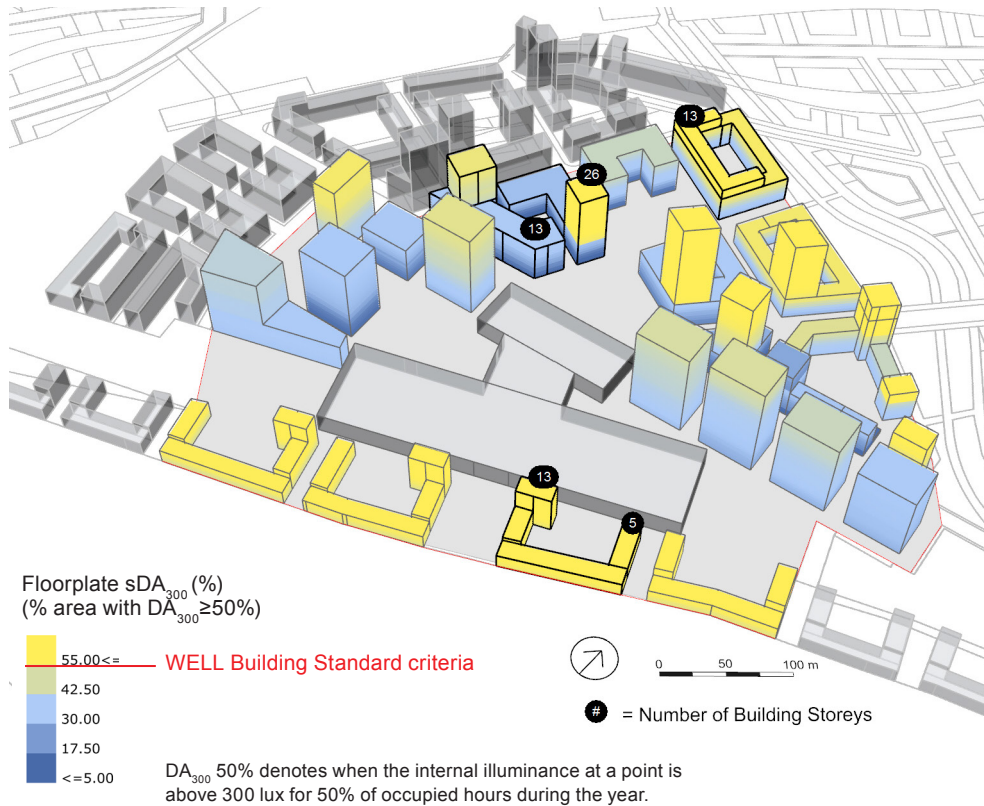 13
26
13
13
5
Floorplate sDA300 (%)
(% area with DA300≥50%)
55.00<=
WELL Building Standard criteria
42.50
30.00
17.50
<=5.00
0 50 100 m
# = Number of Building Storeys
DA300 50% denotes when the internal illuminance at a point is
above 300 lux for 50% of occupied hours during the year.